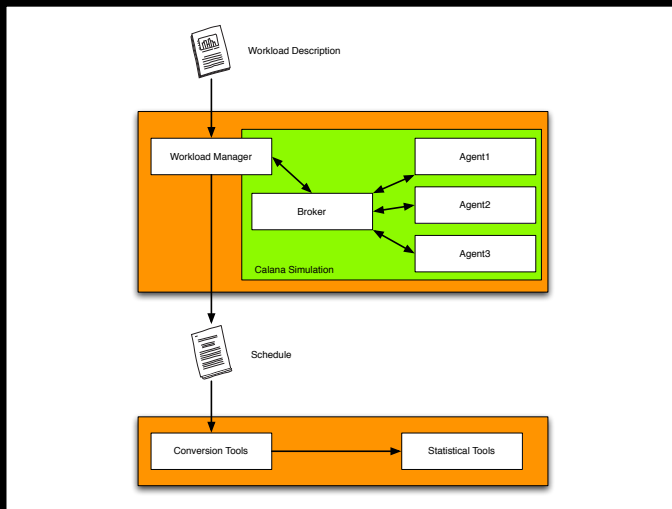 Workload Description
Workload Manager
Agent1
Agent2
Broker
Agent3
Calana Simulation
Schedule
Conversion Tools
Statistical Tools